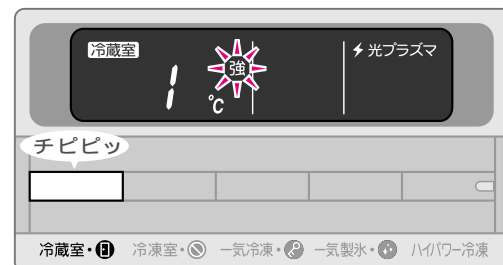 冷蔵室
1 ℃ 強
光プラズマ
チピピッ
冷蔵室・ 冷凍室・ 一気冷凍・ 一気製氷・ ハイパワー冷凍